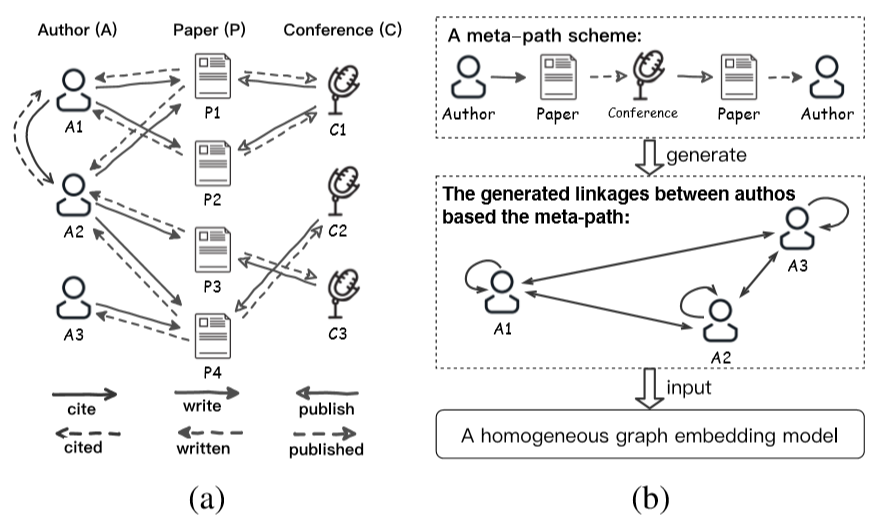 Author (A) Paper (P) Conference (C)
A1
A2
A3
P1
P2
P3
P4
C1
C2
C3
cite write publish
cited written published
(a)
A meta-path scheme:
Author Paper Conference Paper Author
generate
The generated linkages between authos
based the meta-path:
A1
A2
A3
input
A homogeneous graph embedding model
(b)